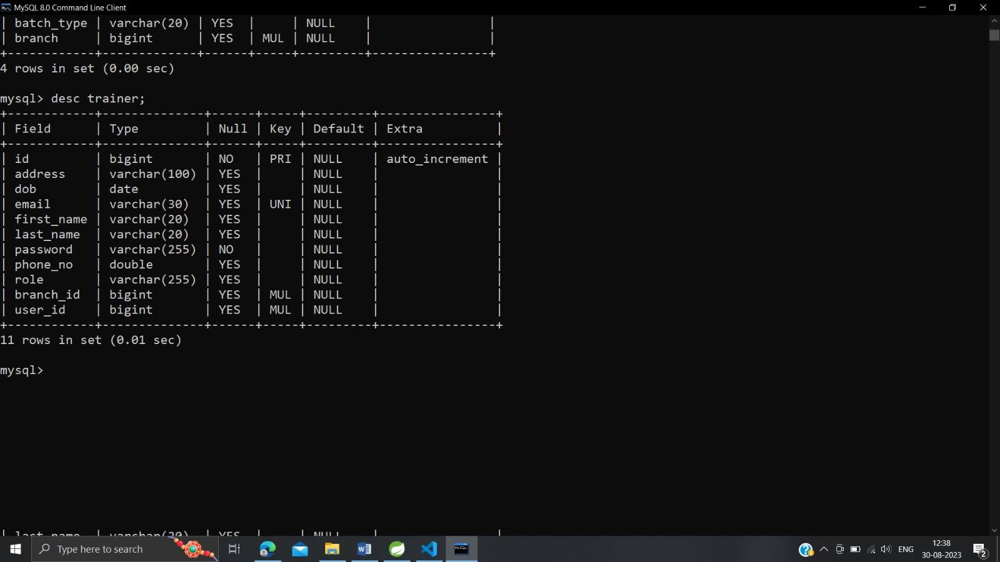 MySQL 8.0 Command Line Client
| batch_type | varchar(20) | YES  |     | NULL    |                |
| branch     | bigint      | YES  | MUL | NULL    |                |
+------------+-------------+------+-----+---------+----------------+
4 rows in set (0.00 sec)
mysql> desc trainer;
+------------+--------------+------+-----+---------+----------------+
| Field      | Type         | Null | Key | Default | Extra          |
+------------+--------------+------+-----+---------+----------------+
| id         | bigint       | NO   | PRI | NULL    | auto_increment |
| address    | varchar(100) | YES  |     | NULL    |                |
| dob        | date         | YES  |     | NULL    |                |
| email      | varchar(30)  | YES  | UNI | NULL    |                |
| first_name | varchar(20)  | YES  |     | NULL    |                |
| last_name  | varchar(20)  | YES  |     | NULL    |                |
| password   | varchar(255) | NO   |     | NULL    |                |
| phone_no   | double       | YES  |     | NULL    |                |
| role       | varchar(255) | YES  |     | NULL    |                |
| branch_id  | bigint       | YES  | MUL | NULL    |                |
| user_id    | bigint       | YES  | MUL | NULL    |                |
+------------+--------------+------+-----+---------+----------------+
11 rows in set (0.01 sec)
mysql>
| last_name  | varchar(20)  | YES  |     | NULL    |                |
Type here to search
ENG
12:38
30-08-2023
2